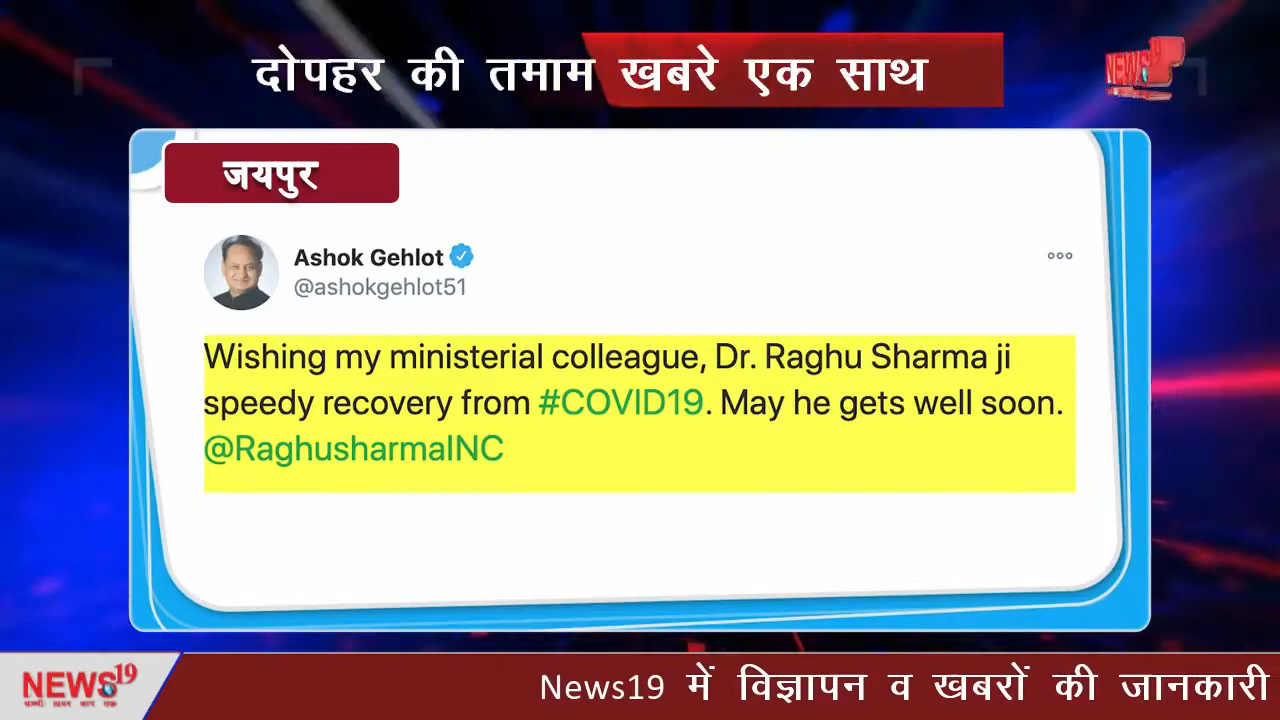 दोपहर की तमाम खबरे एक साथ
NEWS
जयपुर
Ashok Gehlot
@ashokgehlot51
Wishing my ministerial colleague, Dr. Raghu Sharma ji
speedy recovery from #COVID19. May he gets well soon.
@RaghusharmaINC
NEWS19
News19 में विज्ञापन व खबरों की जानकारी